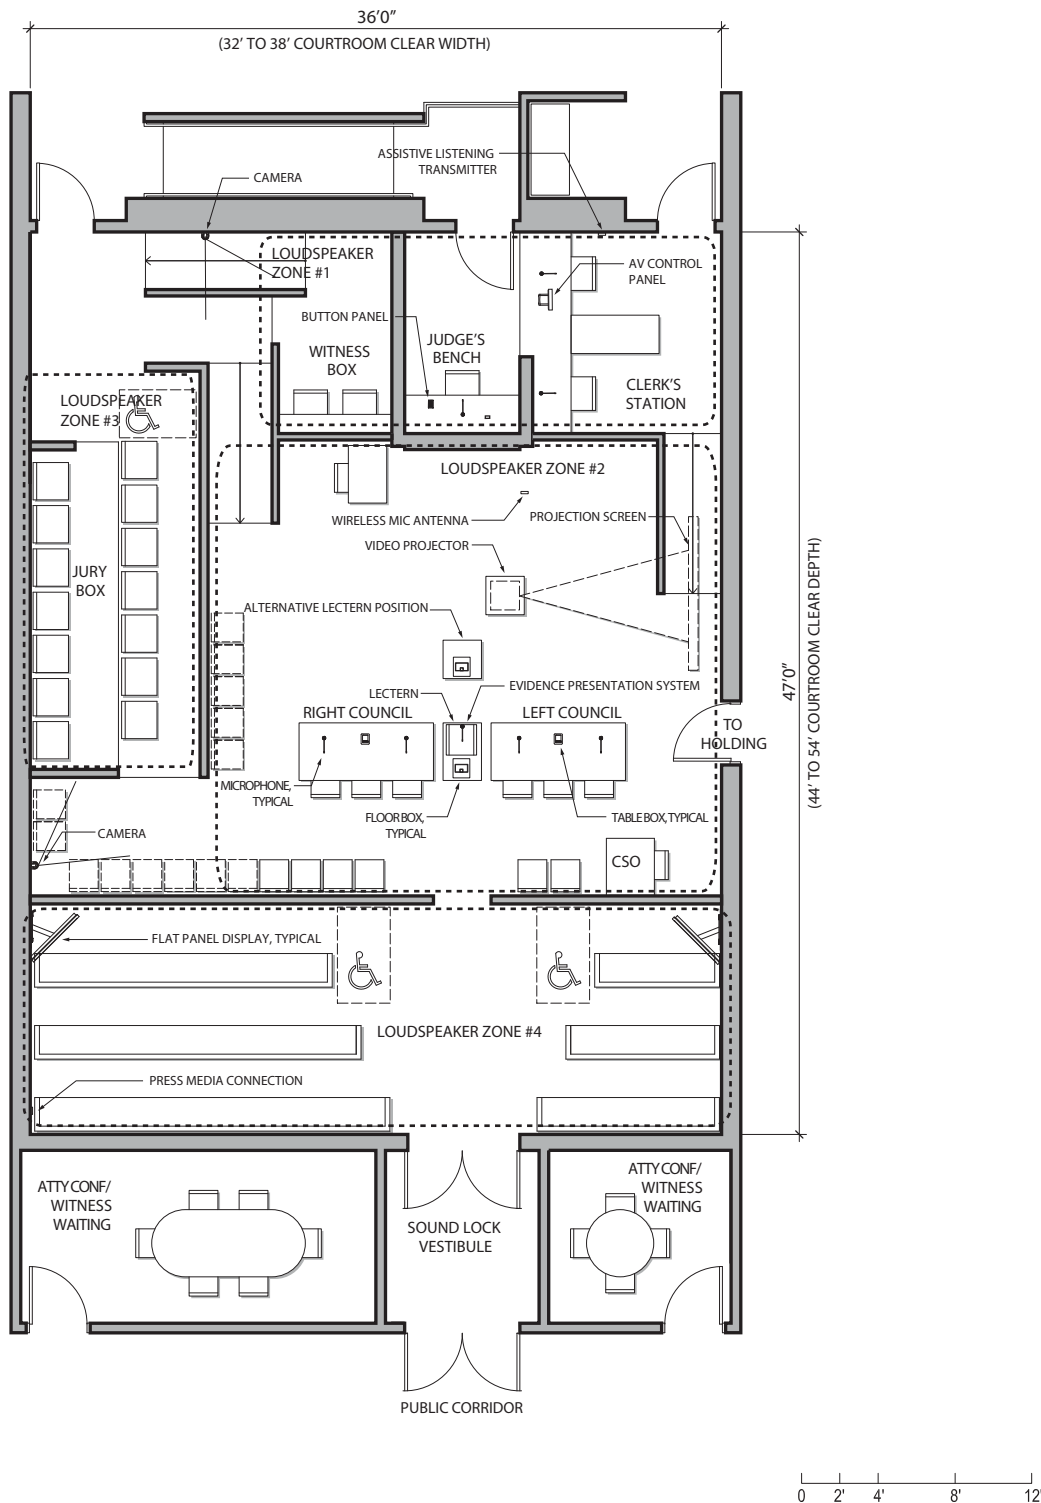 36’0”
(32’ TO 38’ COURTROOM CLEAR WIDTH)
ASSISTIVE LISTENING
TRANSMITTER
CAMERA
LOUDSPEAKER
ZONE #1
AV CONTROL
PANEL
BUTTON PANEL
JUDGE’S
BENCH
WITNESS
BOX
CLERK’S
STATION
LOUDSPEAKER
ZONE #3
LOUDSPEAKER ZONE #2
WIRELESS MIC ANTENNA
PROJECTION SCREEN
VIDEO PROJECTOR
JURY
BOX
ALTERNATIVE LECTERN POSITION
47’0”
(44’ TO 54’ COURTROOM CLEAR DEPTH)
LECTERN
EVIDENCE PRESENTATION SYSTEM
RIGHT COUNCIL
LEFT COUNCIL
TO
HOLDING
MICROPHONE,
TYPICAL
FLOOR BOX,
TYPICAL
TABLE BOX, TYPICAL
CAMERA
CSO
FLAT PANEL DISPLAY, TYPICAL
LOUDSPEAKER ZONE #4
PRESS MEDIA CONNECTION
ATTY CONF/
WITNESS
WAITING
SOUND LOCK
VESTIBULE
ATTY CONF/
WITNESS
WAITING
PUBLIC CORRIDOR
0 2' 4' 8' 12'